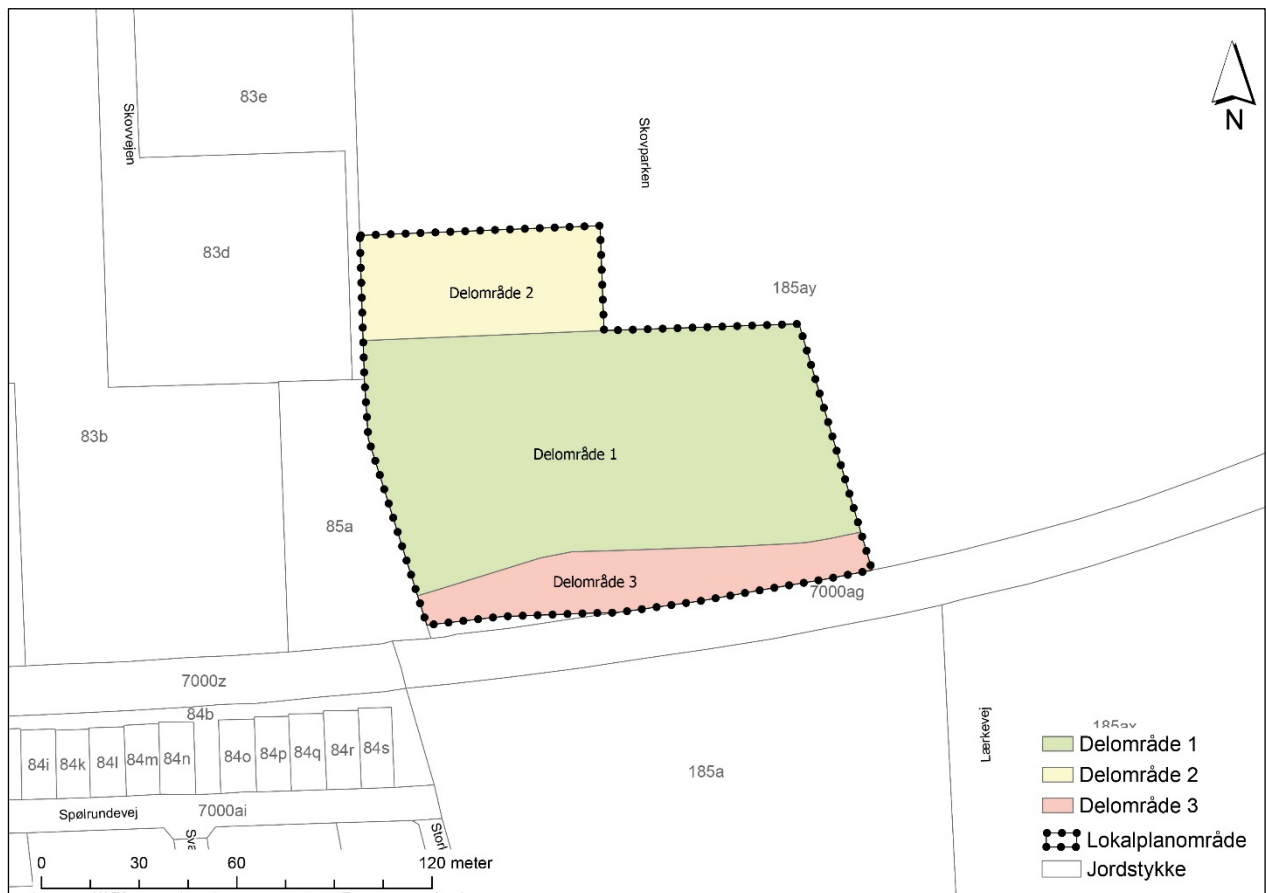 83e
Skovvejen
Skovparken
N
83d
Delområde 2
185ay
83b
Delområde 1
85a
Delområde 3
7000ag
7000z
84b
84i
84k
84l
84m
84n
84o
84p
84q
84r
84s
185a
Lærkevej
185ax
Spølrundevej
7000ai
Delområde 1
Delområde 2
Delområde 3
Lokalplanområde
Jordstykke
0 30 60 120 meter